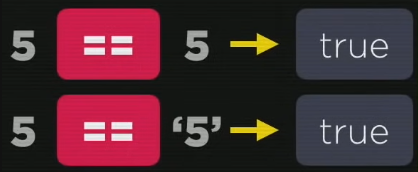 5 == 5 → true
5 == ‘5’ → true